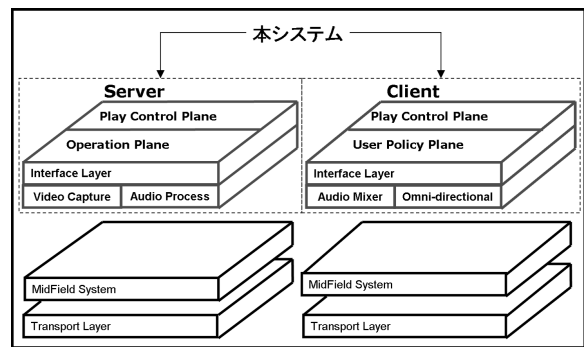 本システム
Server
Client
Play Control Plane
Play Control Plane
Operation Plane
User Policy Plane
Interface Layer
Interface Layer
Video Capture
Audio Process
Audio Mixer
Omni-directional
MidField System
MidField System
Transport Layer
Transport Layer